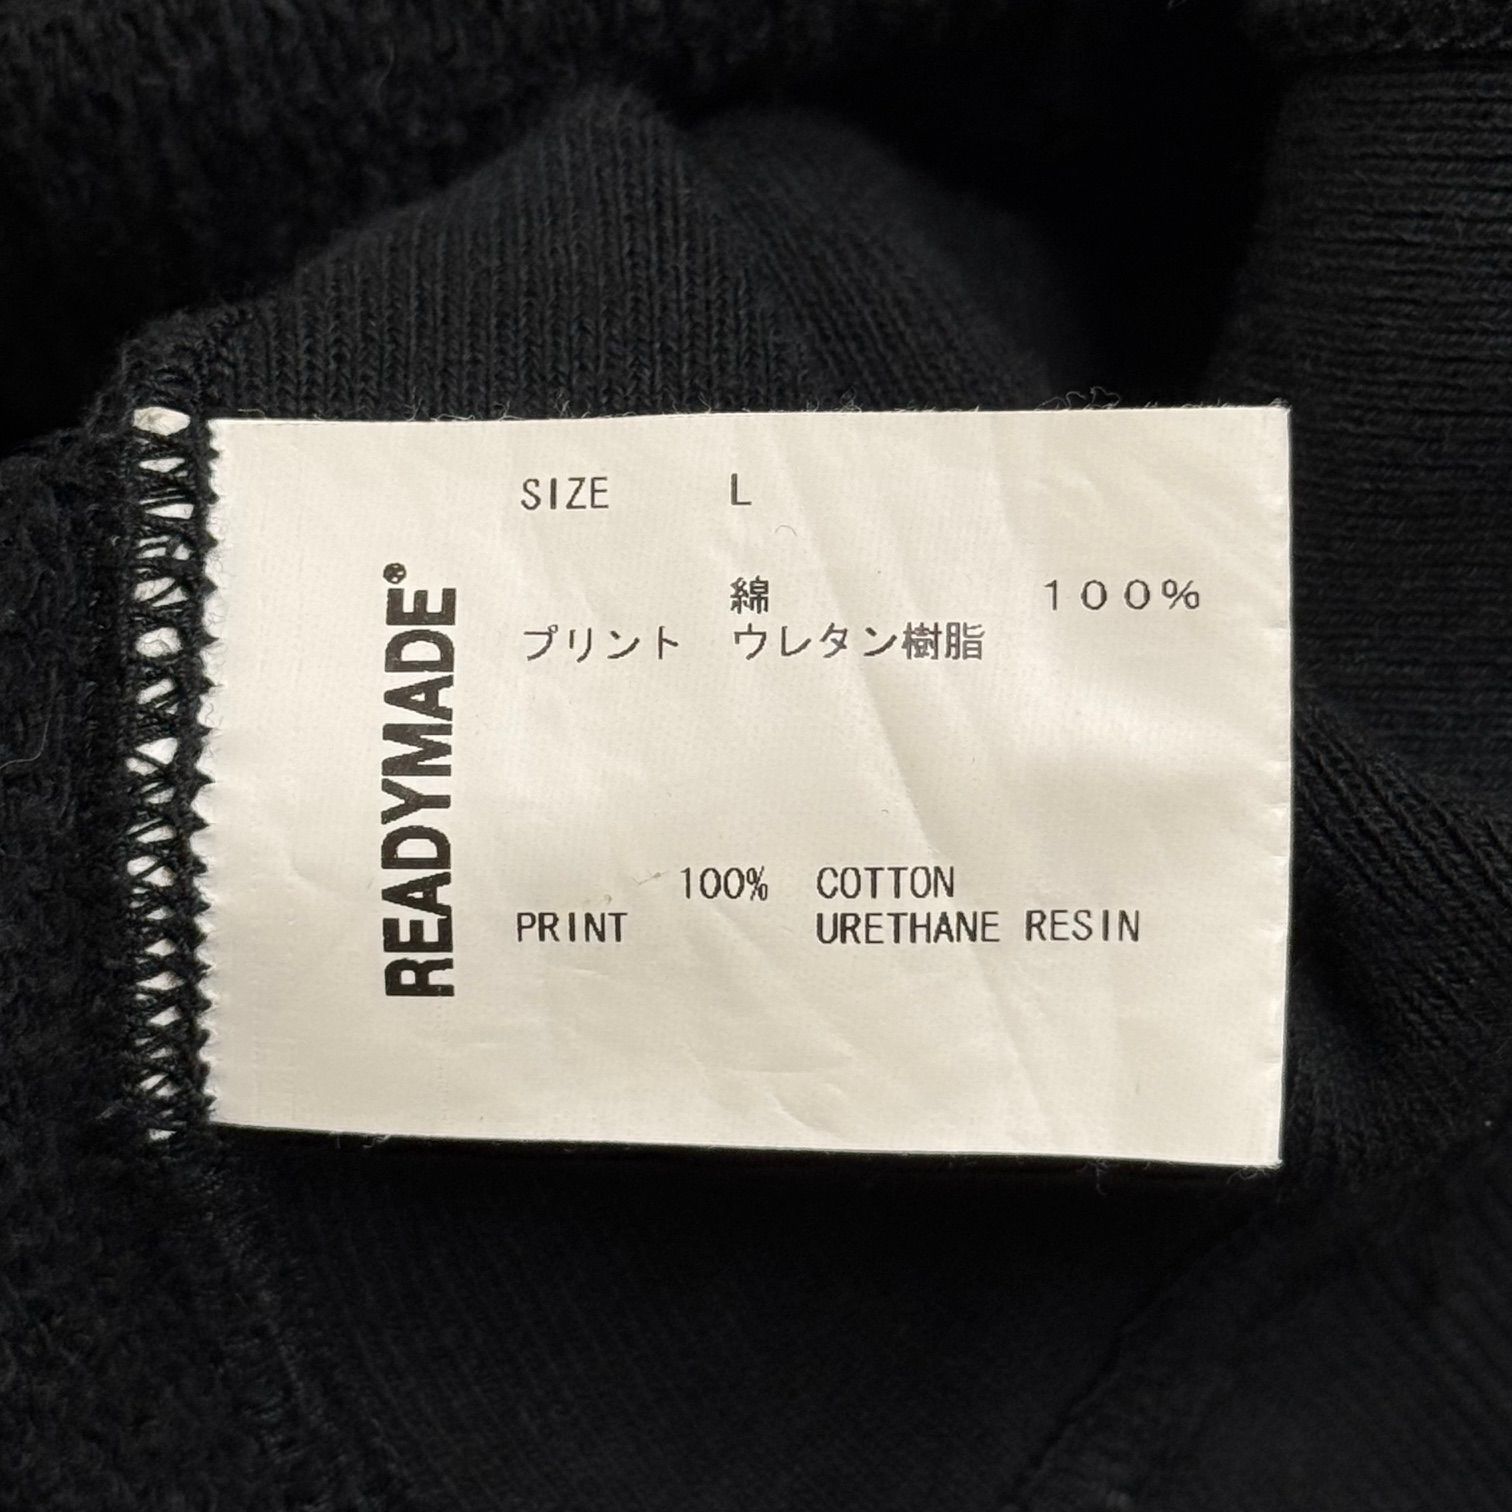 READYMADE®
SIZE L
綿 100%
プリント ウレタン樹脂
100% COTTON
PRINT URETHANE RESIN